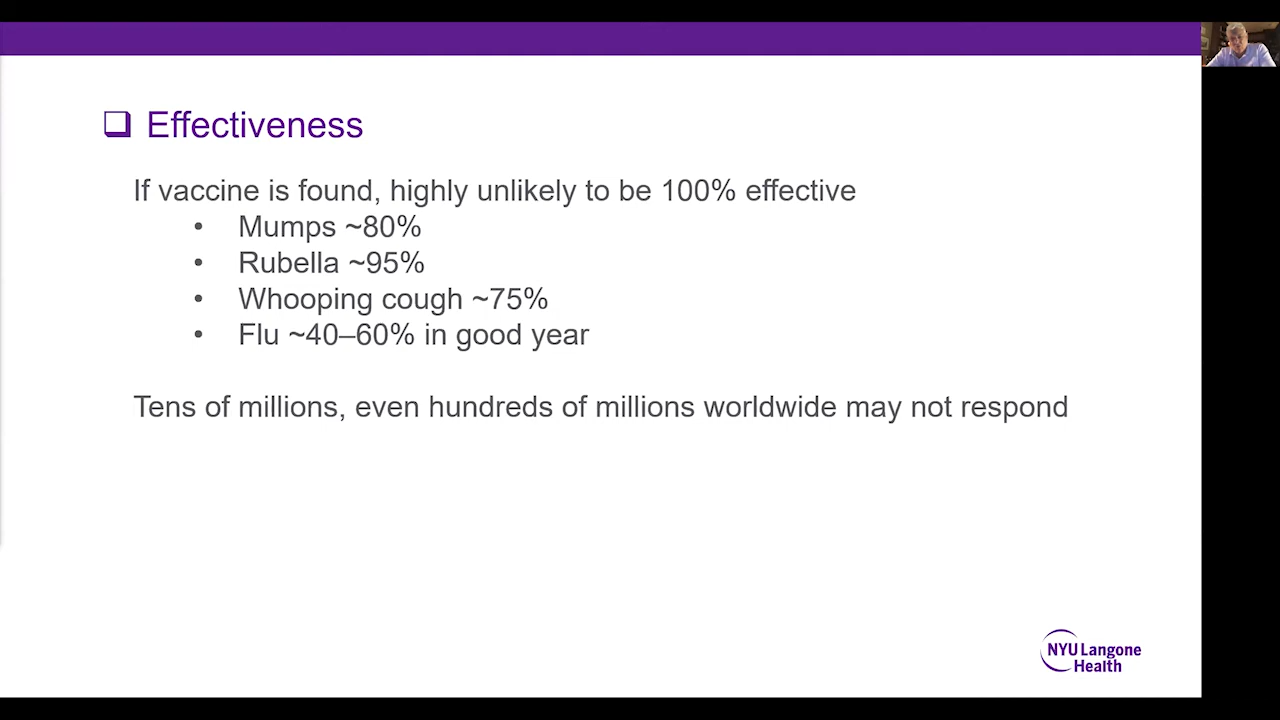 Effectiveness
If vaccine is found, highly unlikely to be 100% effective
• Mumps ~80%
• Rubella ~95%
• Whooping cough ~75%
• Flu ~40–60% in good year
Tens of millions, even hundreds of millions worldwide may not respond
NYU Langone
Health